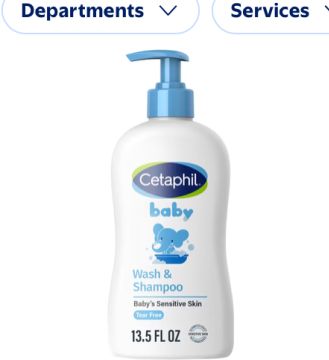 Departments Services
Cetaphil
baby
Wash &
Shampoo
Baby's Sensitive Skin
Tear Free
13.5 FL OZ